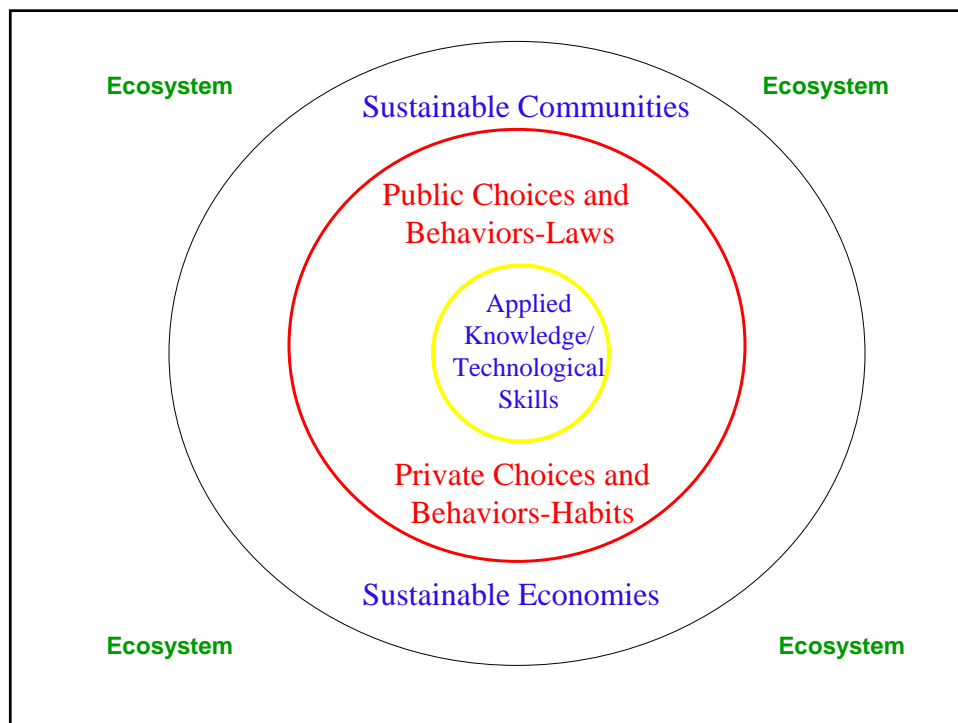 Ecosystem
Ecosystem
Sustainable Communities
Public Choices and
Behaviors-Laws
Applied
Knowledge/
Technological
Skills
Private Choices and
Behaviors-Habits
Sustainable Economies
Ecosystem
Ecosystem